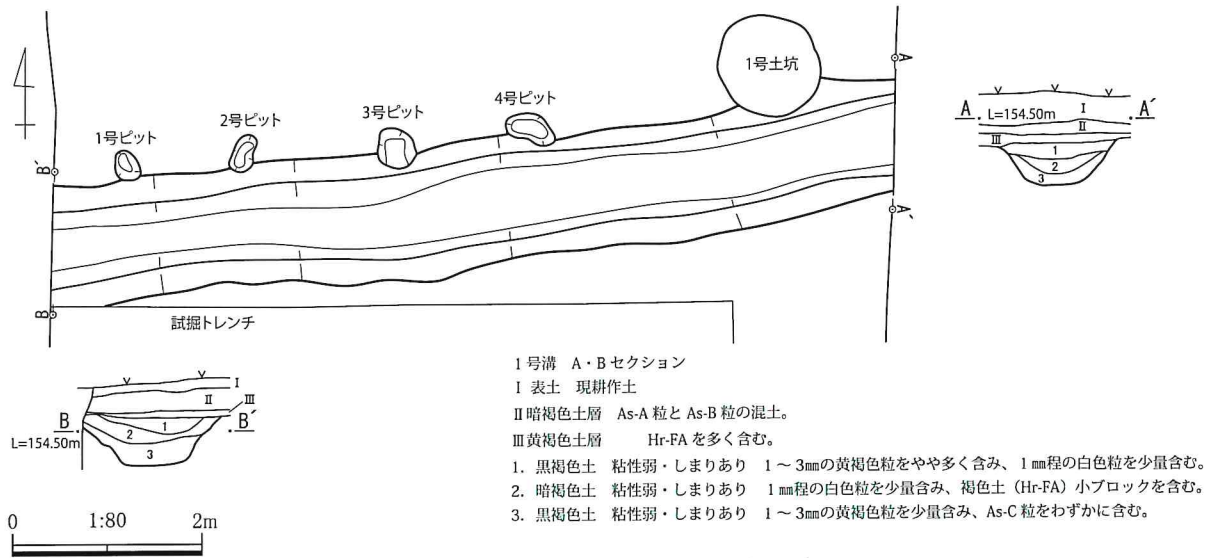 1号土坑
4号ピット
3号ピット
2号ピット
1号ピット
A
A´
B´
B
試掘トレンチ
A
L=154.50m
A´
Ⅰ
Ⅱ
Ⅲ
1
2
3
B
L=154.50m
B´
Ⅰ
Ⅱ
Ⅲ
1
2
3
0 1:80 2m
1号溝 A・Bセクション
Ⅰ 表土 現耕作土
Ⅱ暗褐色土層 As-A粒とAs-B粒の混土。
Ⅲ黄褐色土層 Hr-FAを多く含む。
1. 黒褐色土 粘性弱・しまりあり 1～3㎜の黄褐色粒をやや多く含み、1㎜程の白色粒を少量含む。
2. 暗褐色土 粘性弱・しまりあり 1㎜程の白色粒を少量含み、褐色土（Hr-FA）小ブロックを含む。
3. 黒褐色土 粘性弱・しまりあり 1～3㎜の黄褐色粒を少量含み、As-C粒をわずかに含む。